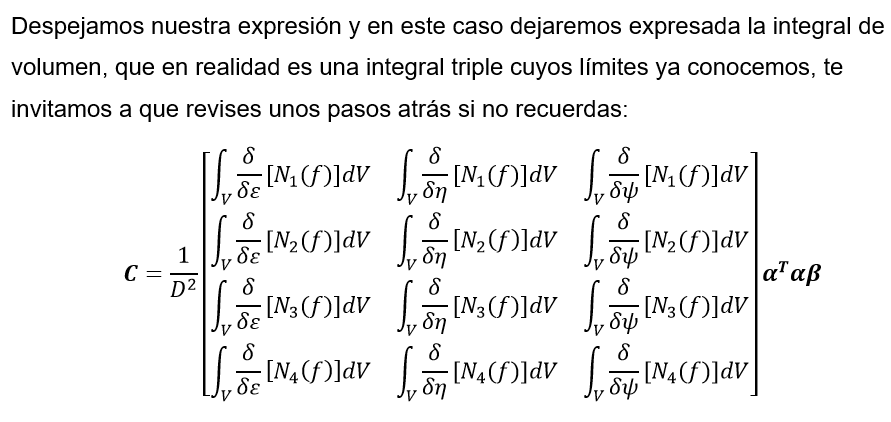 Despejamos nuestra expresión y en este caso dejaremos expresada la integral de
volumen, que en realidad es una integral triple cuyos límites ya conocemos, te
invitamos a que revises unos pasos atrás si no recuerdas:
∫_V δ/δε [N₁(f)]dV ∫_V δ/δη [N₁(f)]dV ∫_V δ/δψ [N₁(f)]dV
∫_V δ/δε [N₂(f)]dV ∫_V δ/δη [N₂(f)]dV ∫_V δ/δψ [N₂(f)]dV
C = 1/D² αᵀαβ
∫_V δ/δε [N₃(f)]dV ∫_V δ/δη [N₃(f)]dV ∫_V δ/δψ [N₃(f)]dV
∫_V δ/δε [N₄(f)]dV ∫_V δ/δη [N₄(f)]dV ∫_V δ/δψ [N₄(f)]dV